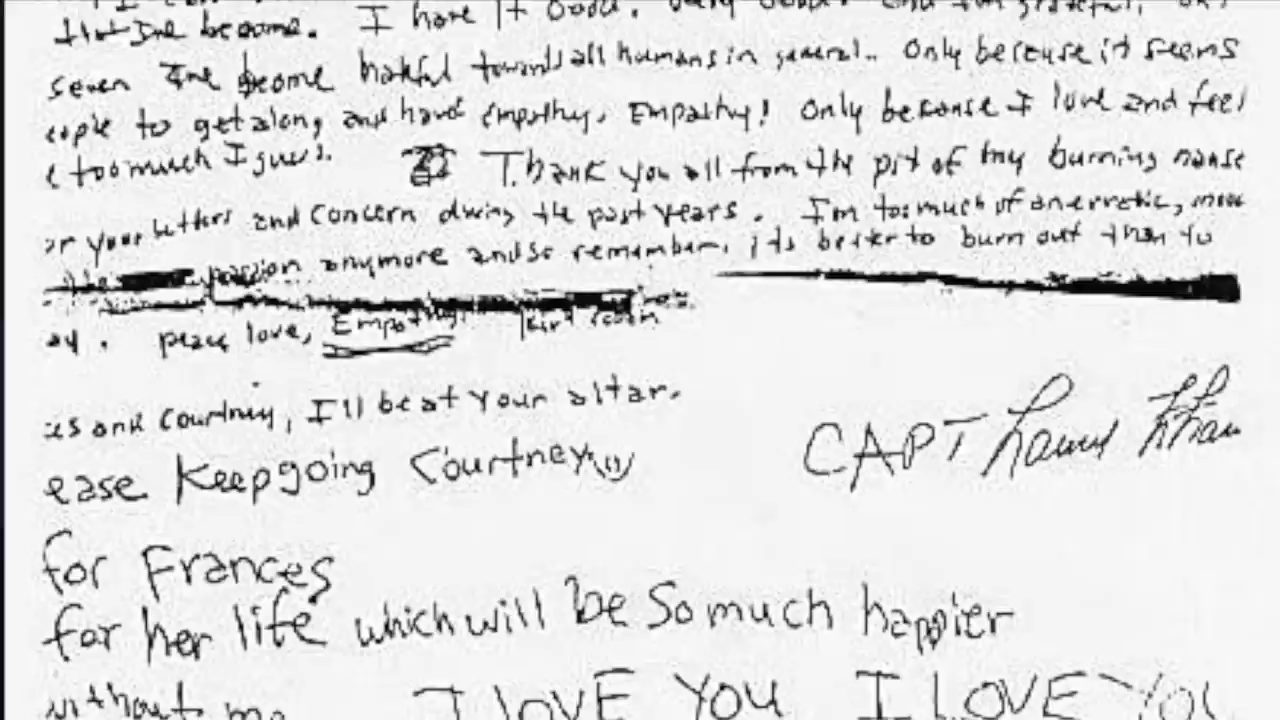 that I've become. I have it Good. Very Good. and I'm grateful, but
seven I've become hateful towards all humans in general.. Only because it seems
eople to get along and have empathy. Empathy! Only because I love and feel
e too much I guess. Thank you all from the pit of my burning nause
or your letters and concern during the past years. I'm too much of an erratic, moo
passion anymore and so remember, its better to burn out than to
ay. peace love, Empathy. Kurt Cobain
es and Courtney, I'll be at your altar.
ease Keep going Courtney
CAPT
for Frances
for her life which will be so much happier
without me I LOVE YOU I LOVE YOU